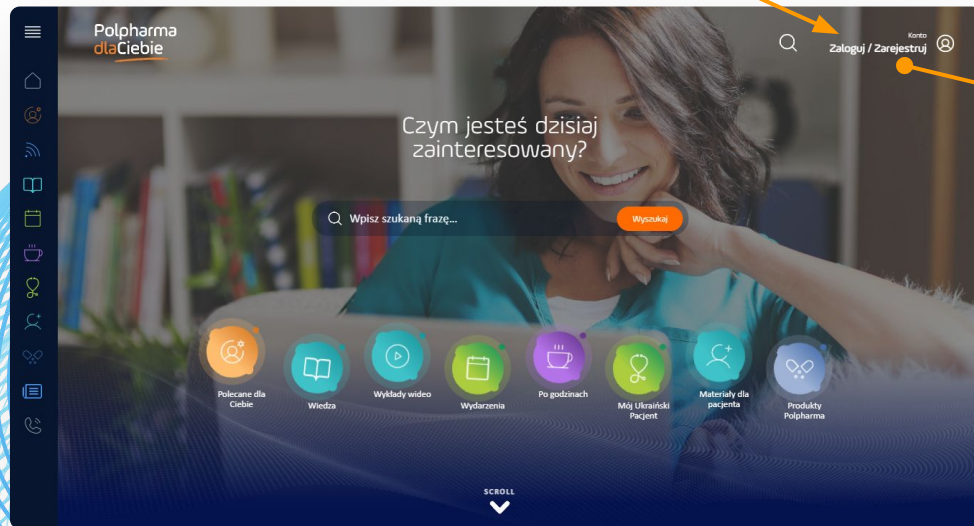 Polpharma
dlaCiebie
Konto
Zaloguj / Zarejestruj
Czym jesteś dzisiaj
zainteresowany?
Wpisz szukaną frazę...
Wyszukaj
Polecane dla
Ciebie
Wiedza
Wykłady wideo
Wydarzenia
Po godzinach
Mój Ukraiński
Pacjent
Materiały dla
pacjenta
Produkty
Polpharma
SCROLL